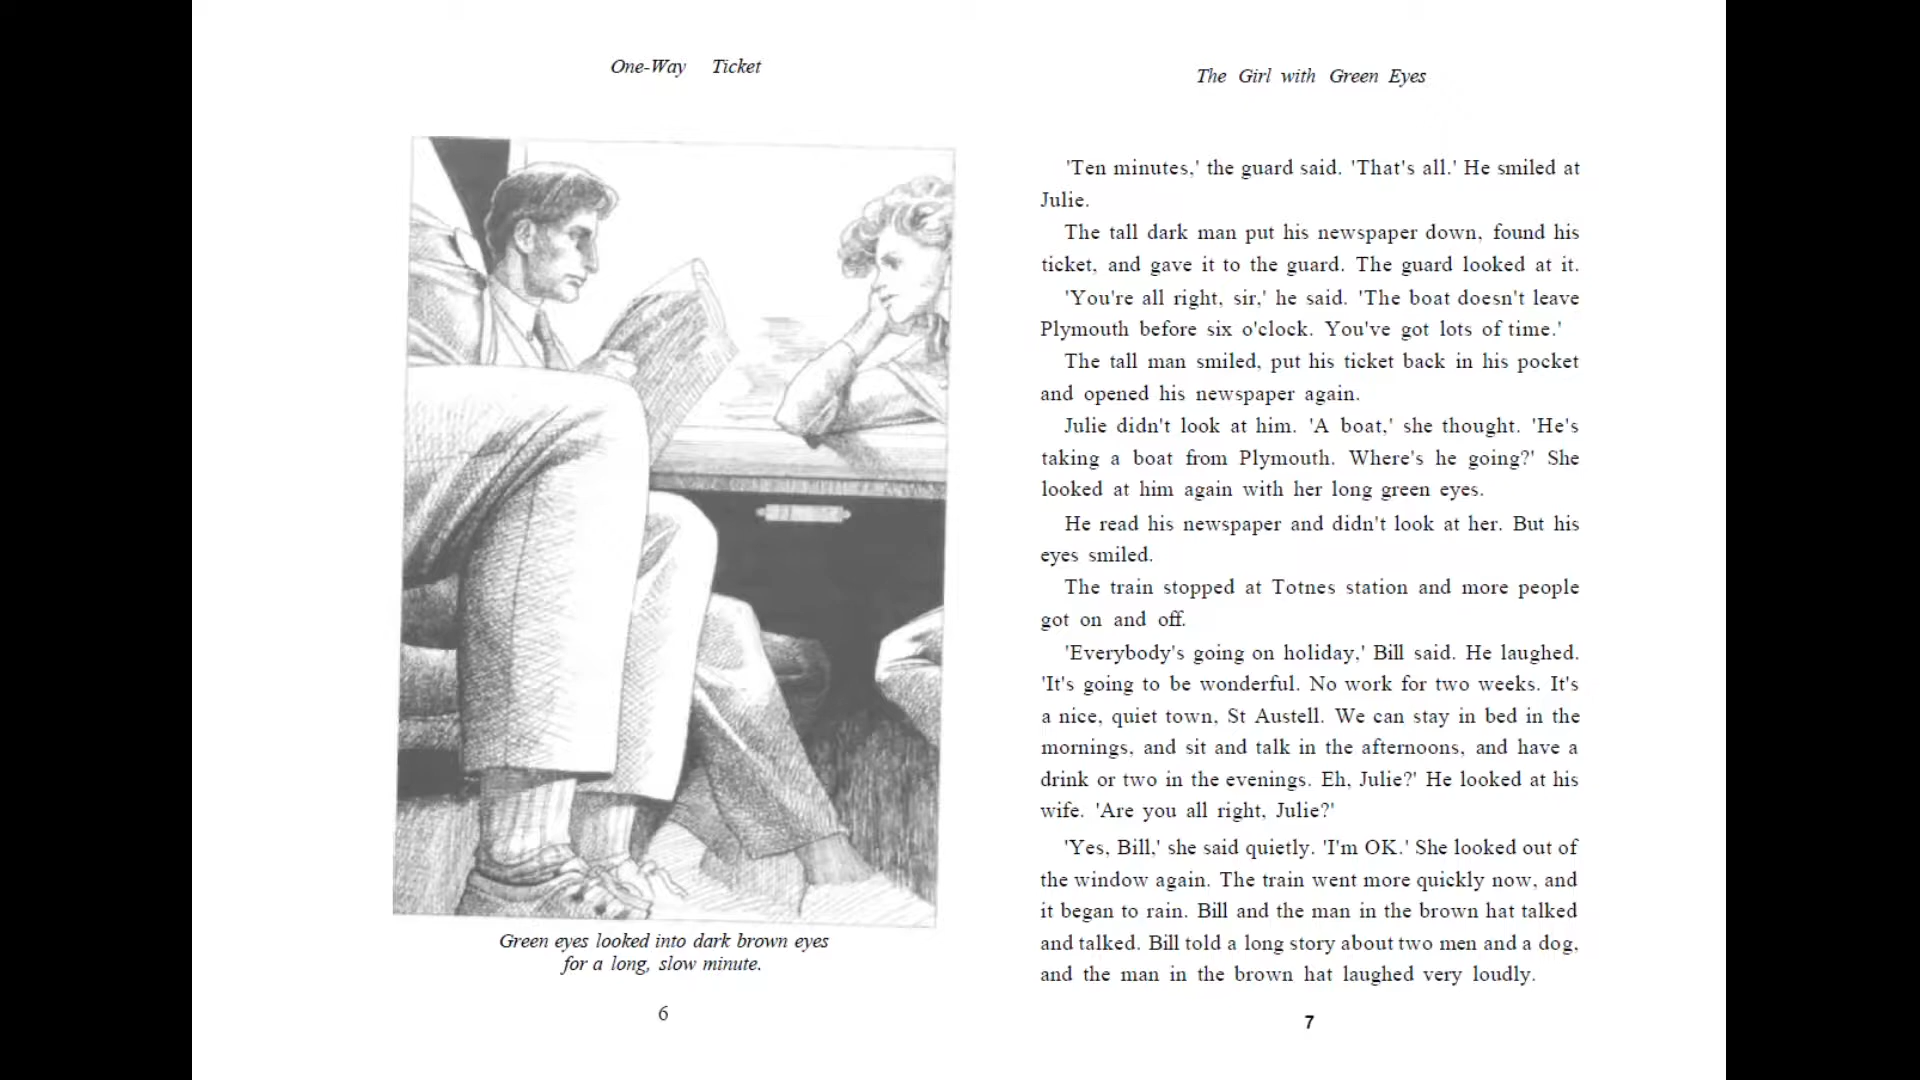 One-Way Ticket
Green eyes looked into dark brown eyes
for a long, slow minute.
6
The Girl with Green Eyes
'Ten minutes,' the guard said. 'That's all.' He smiled at
Julie.
The tall dark man put his newspaper down, found his
ticket, and gave it to the guard. The guard looked at it.
'You're all right, sir,' he said. 'The boat doesn't leave
Plymouth before six o'clock. You've got lots of time.'
The tall man smiled, put his ticket back in his pocket
and opened his newspaper again.
Julie didn't look at him. 'A boat,' she thought. 'He's
taking a boat from Plymouth. Where's he going?' She
looked at him again with her long green eyes.
He read his newspaper and didn't look at her. But his
eyes smiled.
The train stopped at Totnes station and more people
got on and off.
'Everybody's going on holiday,' Bill said. He laughed.
'It's going to be wonderful. No work for two weeks. It's
a nice, quiet town, St Austell. We can stay in bed in the
mornings, and sit and talk in the afternoons, and have a
drink or two in the evenings. Eh, Julie?' He looked at his
wife. 'Are you all right, Julie?'
'Yes, Bill,' she said quietly. 'I'm OK.' She looked out of
the window again. The train went more quickly now, and
it began to rain. Bill and the man in the brown hat talked
and talked. Bill told a long story about two men and a dog,
and the man in the brown hat laughed very loudly.
7